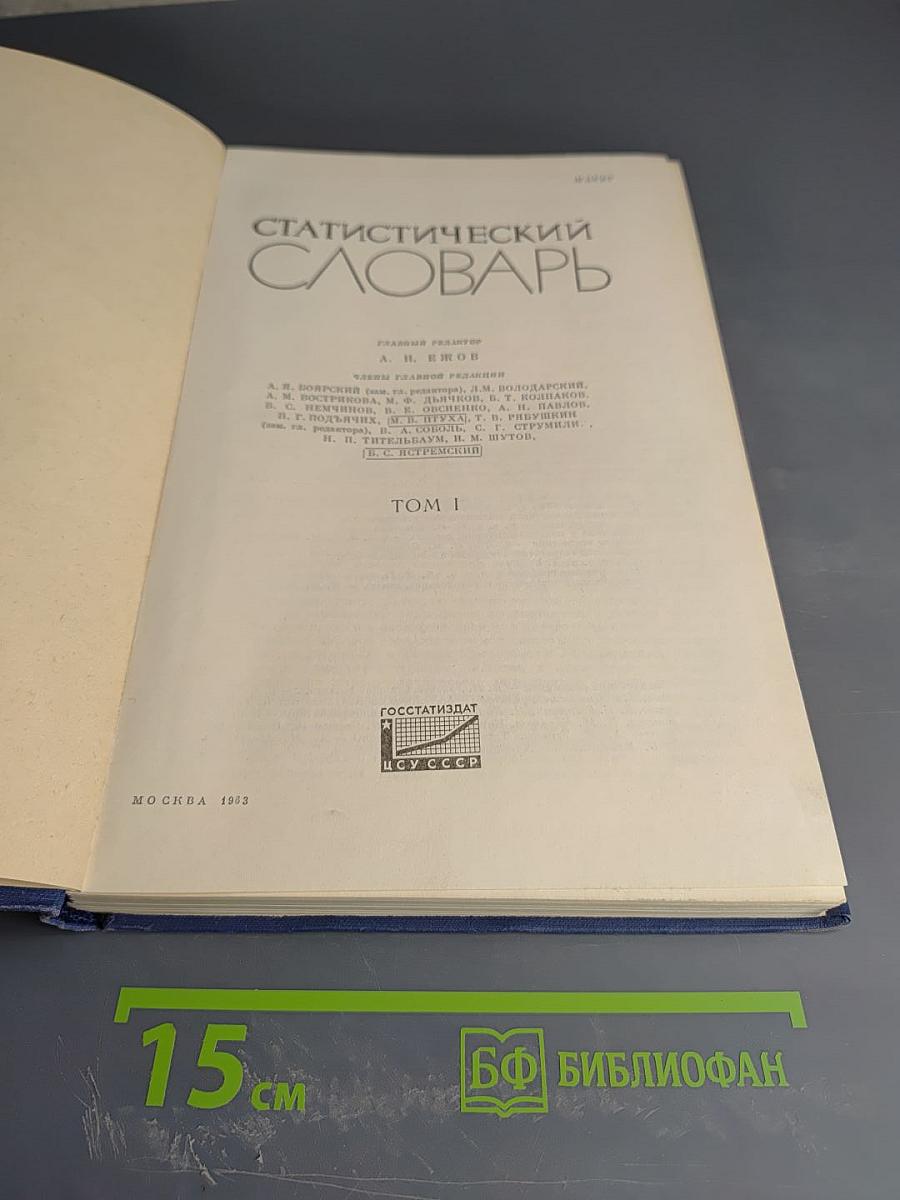 СТАТИСТИЧЕСКИЙ
СЛОВАРЬ
ГЛАВНЫЙ РЕДАКТОР
А. И. ЕЖОВ
ЧЛЕНЫ ГЛАВНОЙ РЕДАКЦИИ
А. Я. БОЯРСКИЙ (зам. гл. редактора), Л.М. ВОЛОДАРСКИЙ,
А. М. ВОСТРЯКОВА, М. Ф. ДЬЯЧКОВ, Б. Т. КОЛПАКОВ,
В. С. НЕМЧИНОВ, В. Е. ОВСИЕНКО, А. Н. ПАВЛОВ,
П. Г. ПОДЪЯЧИХ, М. В. ПТУХА, Т. В. РЯБУШКИН
(зам. гл. редактора), В. А. СОБОЛЬ, С. Г. СТРУМИЛИ
Н. П. ТИТЕЛЬБАУМ, И. М. ШУТОВ,
Б. С. ЯСТРЕМСКИЙ
ТОМ I
ГОССТАТИЗДАТ
ЦСУ СССР
МОСКВА 1963
15 см
БФ БИБЛИОФАН